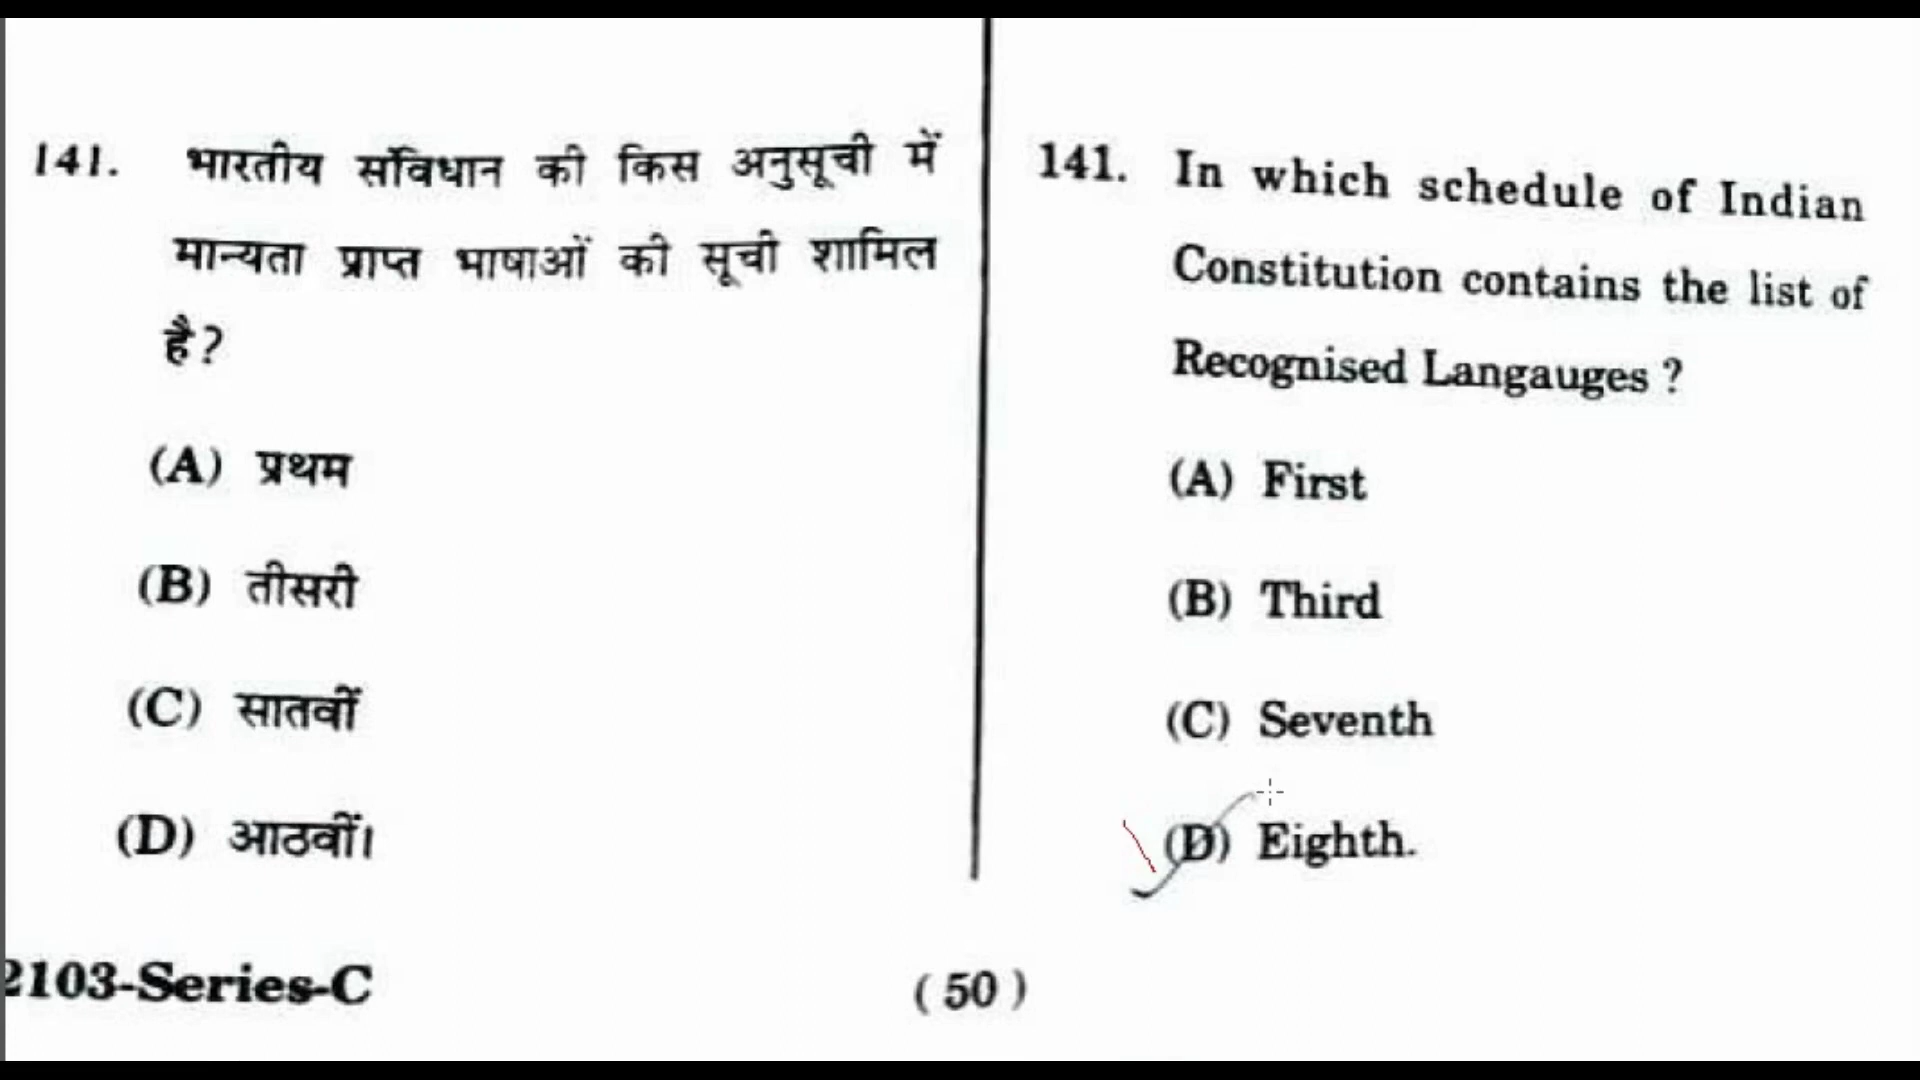 141. भारतीय संविधान की किस अनुसूची में
मान्यता प्राप्त भाषाओं की सूची शामिल
है?
(A) प्रथम
(B) तीसरी
(C) सातवीं
(D) आठवीं।
141. In which schedule of Indian
Constitution contains the list of
Recognised Langauges ?
(A) First
(B) Third
(C) Seventh
(D) Eighth.
2103-Series-C
( 50 )